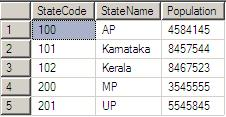 StateCode StateName Population
1 100 AP 4584145
2 101 Karnataka 8457544
3 102 Kerala 8467523
4 200 MP 3545555
5 201 UP 5545845